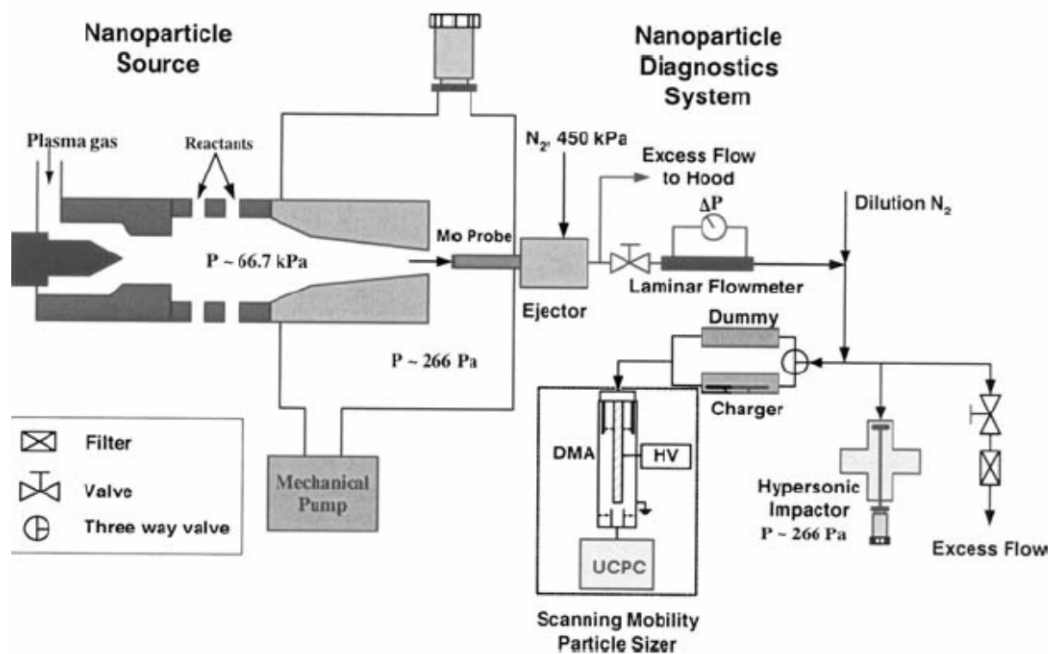 Nanoparticle
Source
Nanoparticle
Diagnostics
System
Plasma gas
Reactants
N2, 450 kPa
Excess Flow
to Hood
ΔP
Dilution N2
Mo Probe
P ~ 66.7 kPa
Ejector
Laminar Flowmeter
Dummy
P ~ 266 Pa
Charger
Filter
Valve
Three way valve
Mechanical
Pump
DMA
HV
UCPC
Hypersonic
Impactor
P ~ 266 Pa
Excess Flow
Scanning Mobility
Particle Sizer